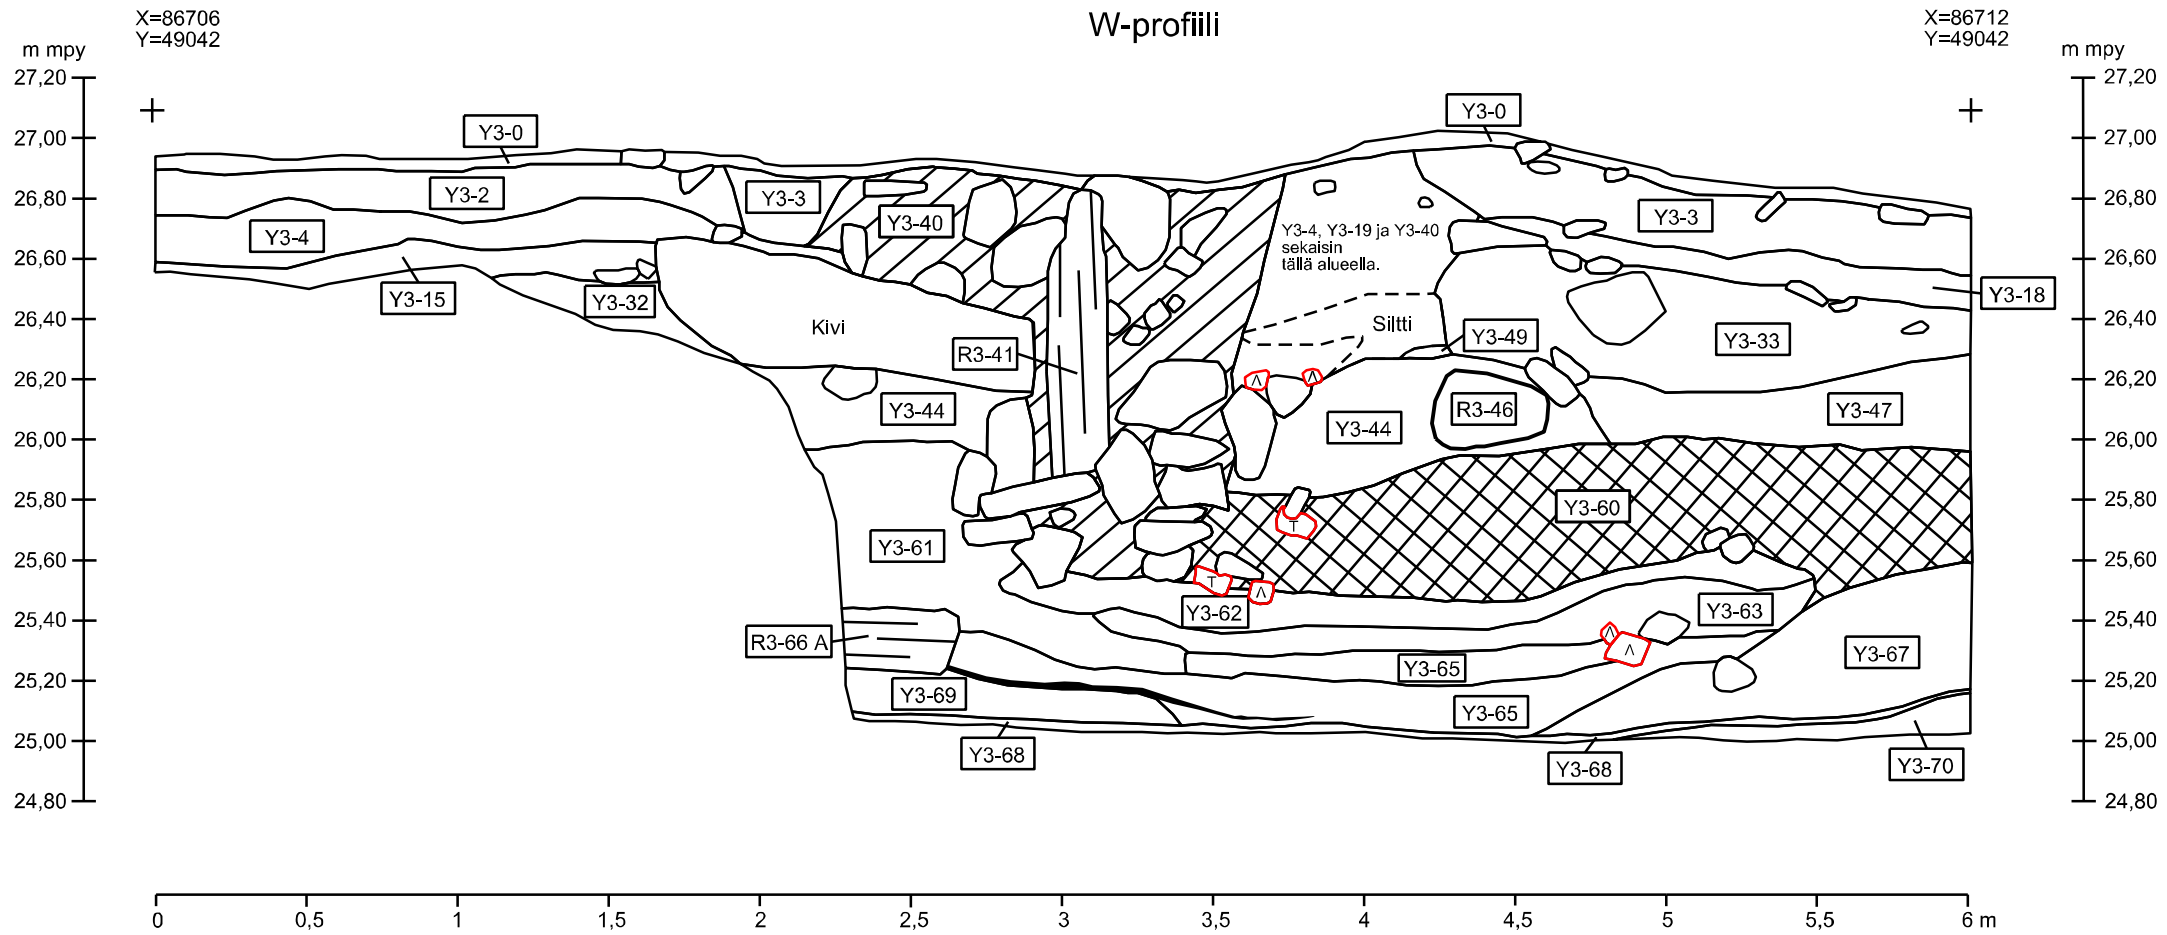 X=86706
Y=49042
W-profiili
X=86712
Y=49042
m mpy
m mpy
27,20
27,20
Y3-0
Y3-0
27,00
27,00
Y3-2
Y3-3
Y3-3
26,80
26,80
Y3-4
Y3-40
Y3-4, Y3-19 ja Y3-40
sekaisin
tällä alueella.
26,60
26,60
Y3-15
Y3-32
Y3-18
26,40
26,40
Kivi
Siltti
Y3-49
Y3-33
R3-41
26,20
26,20
Y3-44
Y3-44
R3-46
Y3-47
Λ
Λ
26,00
26,00
25,80
25,80
Y3-60
T
Y3-61
25,60
25,60
T
Λ
Y3-62
Y3-63
25,40
25,40
R3-66 A
Λ
Λ
Y3-65
Y3-67
25,20
25,20
Y3-69
Y3-65
25,00
25,00
Y3-68
Y3-68
Y3-70
24,80
24,80
0
0,5
1
1,5
2
2,5
3
3,5
4
4,5
5
5,5
6 m